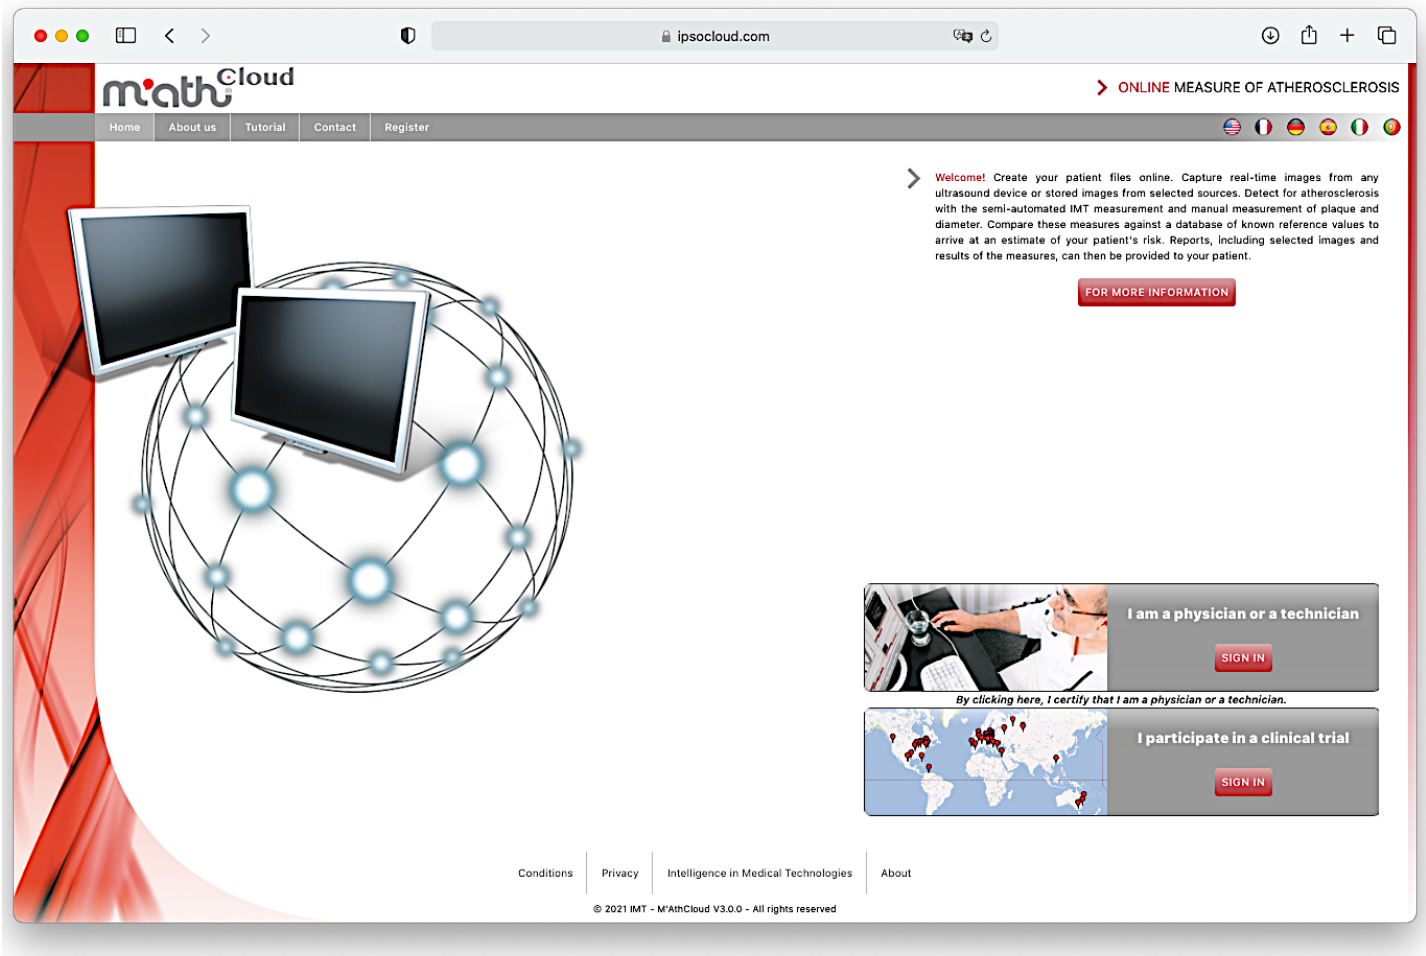 ipsocloud.com
m'ath Cloud
®
ONLINE MEASURE OF ATHEROSCLEROSIS
Home About us Tutorial Contact Register
Welcome! Create your patient files online. Capture real-time images from any
ultrasound device or stored images from selected sources. Detect for atherosclerosis
with the semi-automated IMT measurement and manual measurement of plaque and
diameter. Compare these measures against a database of known reference values to
arrive at an estimate of your patient's risk. Reports, including selected images and
results of the measures, can then be provided to your patient.
FOR MORE INFORMATION
I am a physician or a technician
SIGN IN
By clicking here, I certify that I am a physician or a technician.
I participate in a clinical trial
SIGN IN
Conditions Privacy Intelligence in Medical Technologies About
© 2021 IMT - M'AthCloud V3.0.0 - All rights reserved